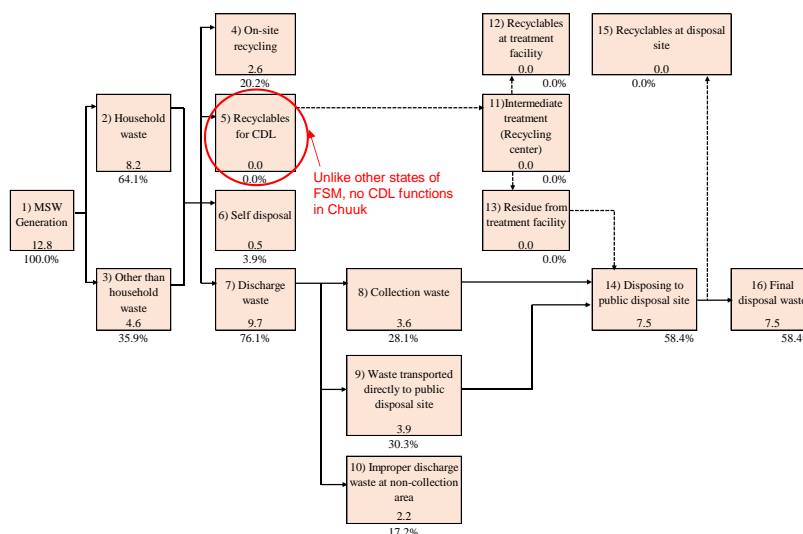 4) On-site
recycling
2.6
20.2%
12) Recyclables
at treatment
facility
0.0
0.0%
15) Recyclables at disposal
site
0.0
0.0%
2) Household
waste
8.2
64.1%
5) Recyclables
for CDL
0.0
0.0%
11)Intermediate
treatment
(Recycling
center)
0.0
0.0%
Unlike other states of
FSM, no CDL functions
in Chuuk
1) MSW
Generation
12.8
100.0%
6) Self disposal
0.5
3.9%
13) Residue from
treatment facility
0.0
0.0%
3) Other than
household
waste
4.6
35.9%
7) Discharge
waste
9.7
76.1%
8) Collection waste
3.6
28.1%
14) Disposing to
public disposal site
7.5
58.4%
16) Final
disposal waste
7.5
58.4%
9) Waste transported
directly to public
disposal site
3.9
30.3%
10) Improper discharge
waste at non-collection
area
2.2
17.2%